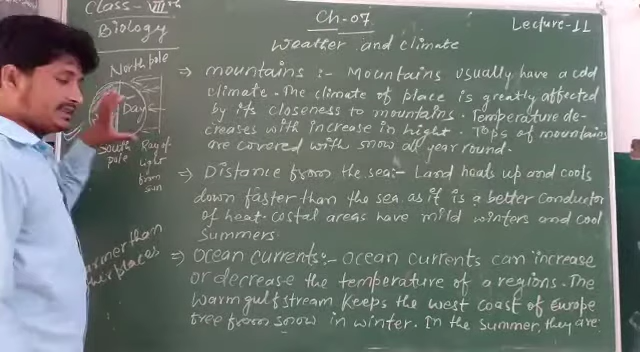 Class - VIIth
Biology
Ch-07
Lecture-11
Weather and climate
North pole
Day
South pole
Ray of light from sun
⇒ mountains :- Mountains usually have a cold
climate. The climate of place is greatly affected
by its closeness to mountains. Temperature de-
creases with increase in hight. Tops of mountains
are covered with snow all year round.
⇒ Distance from the sea:- Land heats up and cools
down faster than the sea as it is a better conductor
of heat. costal areas have mild winters and cool
Summers.
⇒ Ocean currents:- Ocean currents can increase
or decrease the temperature of a regions. The
warm gulf stream keeps the west coast of Europe
free from snow in winter. In the summer, they are
than
places